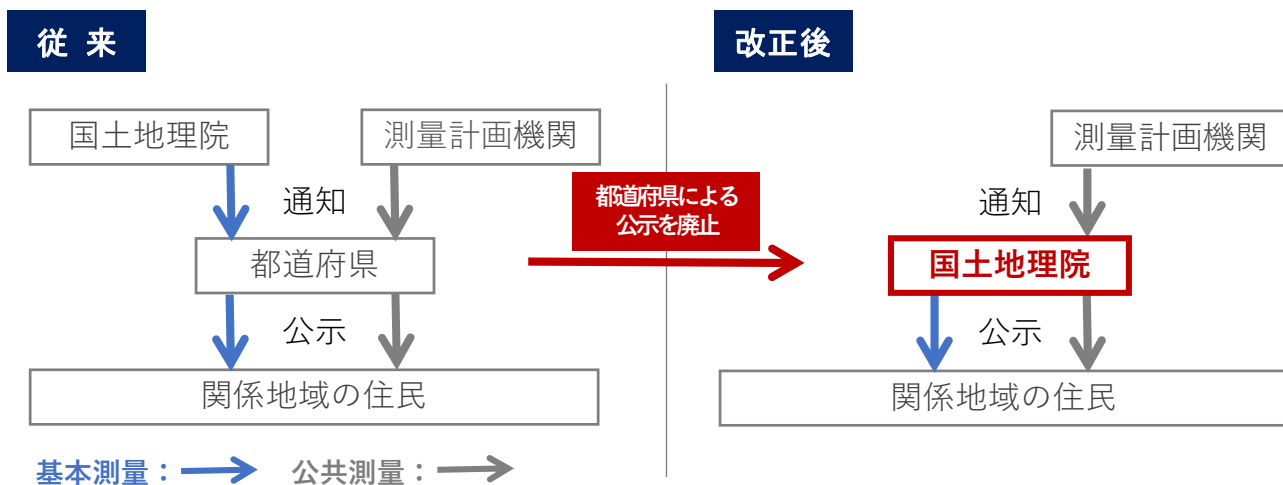 従 来
改正後
国土地理院
測量計画機関
測量計画機関
通知
都道府県による
公示を廃止
通知
都道府県
国土地理院
公示
公示
関係地域の住民
関係地域の住民
基本測量：
公共測量：